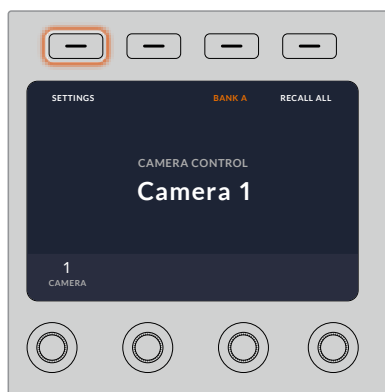 SETTINGS BANK A RECALL ALL
CAMERA CONTROL
Camera 1
1
CAMERA